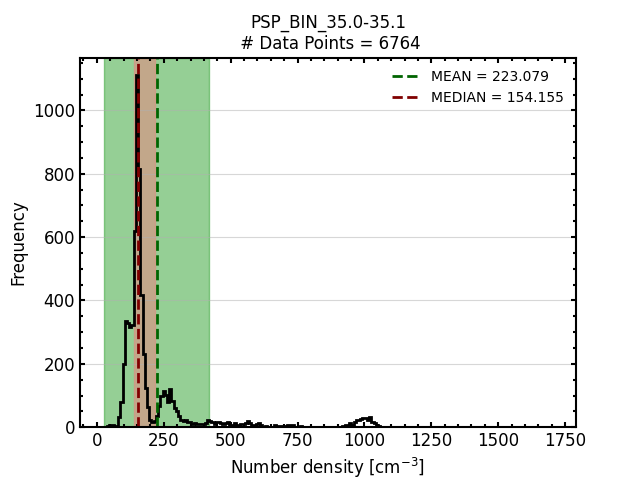 PSP_BIN_35.0-35.1
# Data Points = 6764
MEAN = 223.079
MEDIAN = 154.155
1000
800
600
400
200
0
Frequency
0 250 500 750 1000 1250 1500 1750
Number density [cm⁻³]